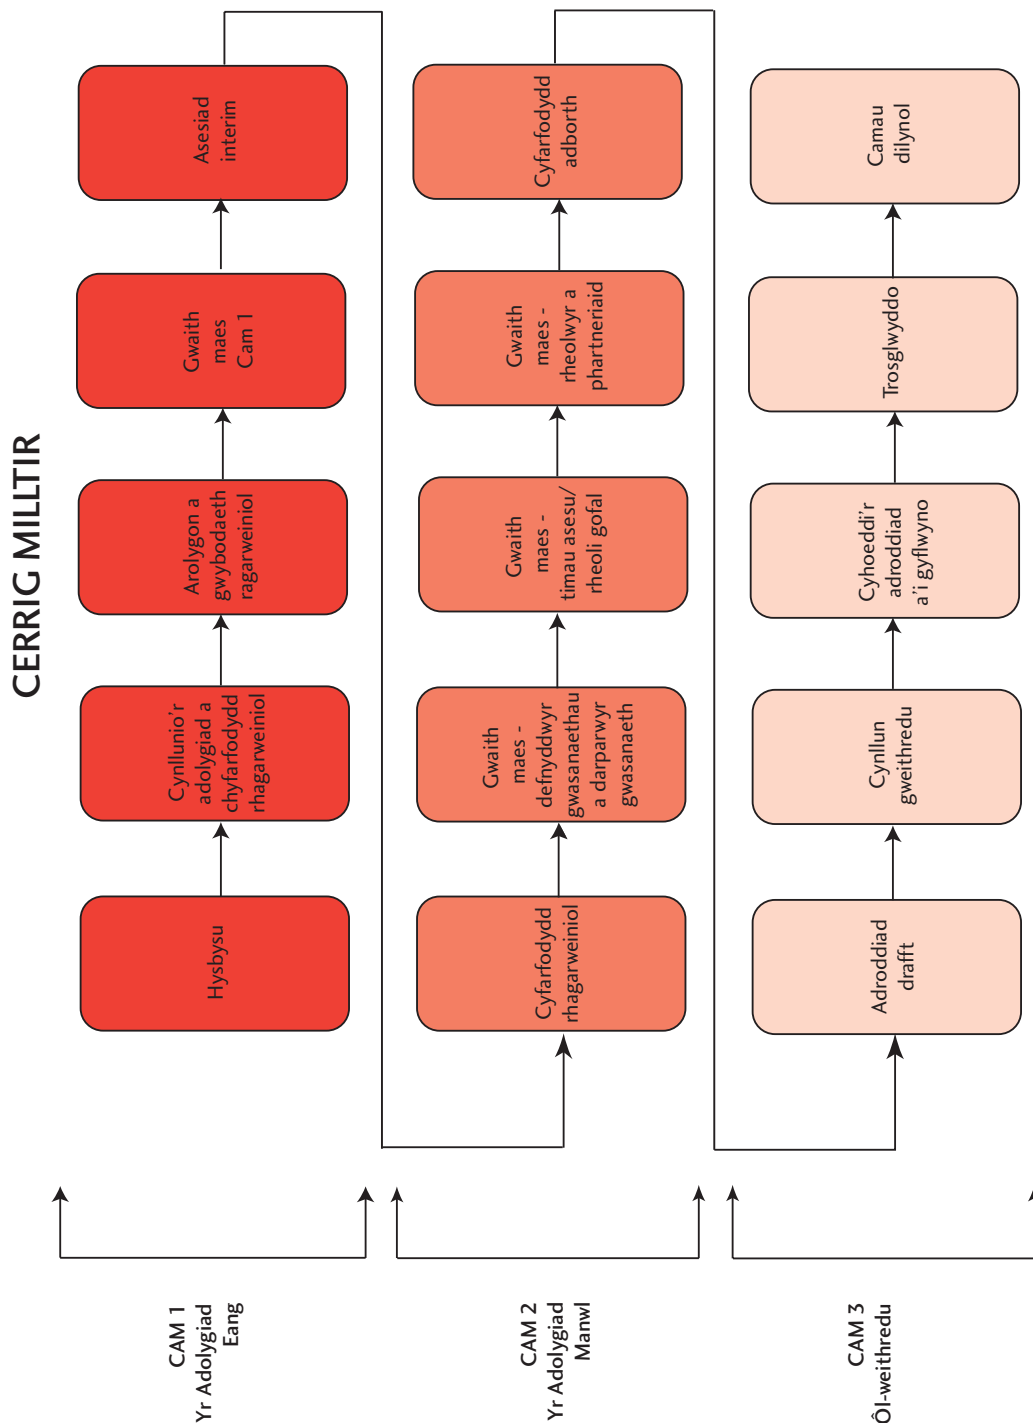 CERRIG MILLTIR
CAM 1
Yr Adolygiad
Eang
Hysbysu
Cynllunio'r
adolygiad a
chyfarfodydd
rhagarweiniol
Arolygon a
gwybodaeth
ragarweiniol
Gwaith
maes
Cam 1
Asesiad
interim
CAM 2
Yr Adolygiad
Manwl
Cyfarfodydd
rhagarweiniol
Gwaith
maes -
defnyddwyr
gwasanaethau
a darparwyr
gwasanaeth
Gwaith
maes -
timau asesu/
rheoli gofal
Gwaith
maes -
rheolwyr a
phartneriaid
Cyfarfodydd
adborth
CAM 3
Ôl-weithredu
Adroddiad
drafft
Cynllun
gweithredu
Cyhoeddi'r
adroddiad
a'i gyflwyno
Trosglwyddo
Camau
dilynol